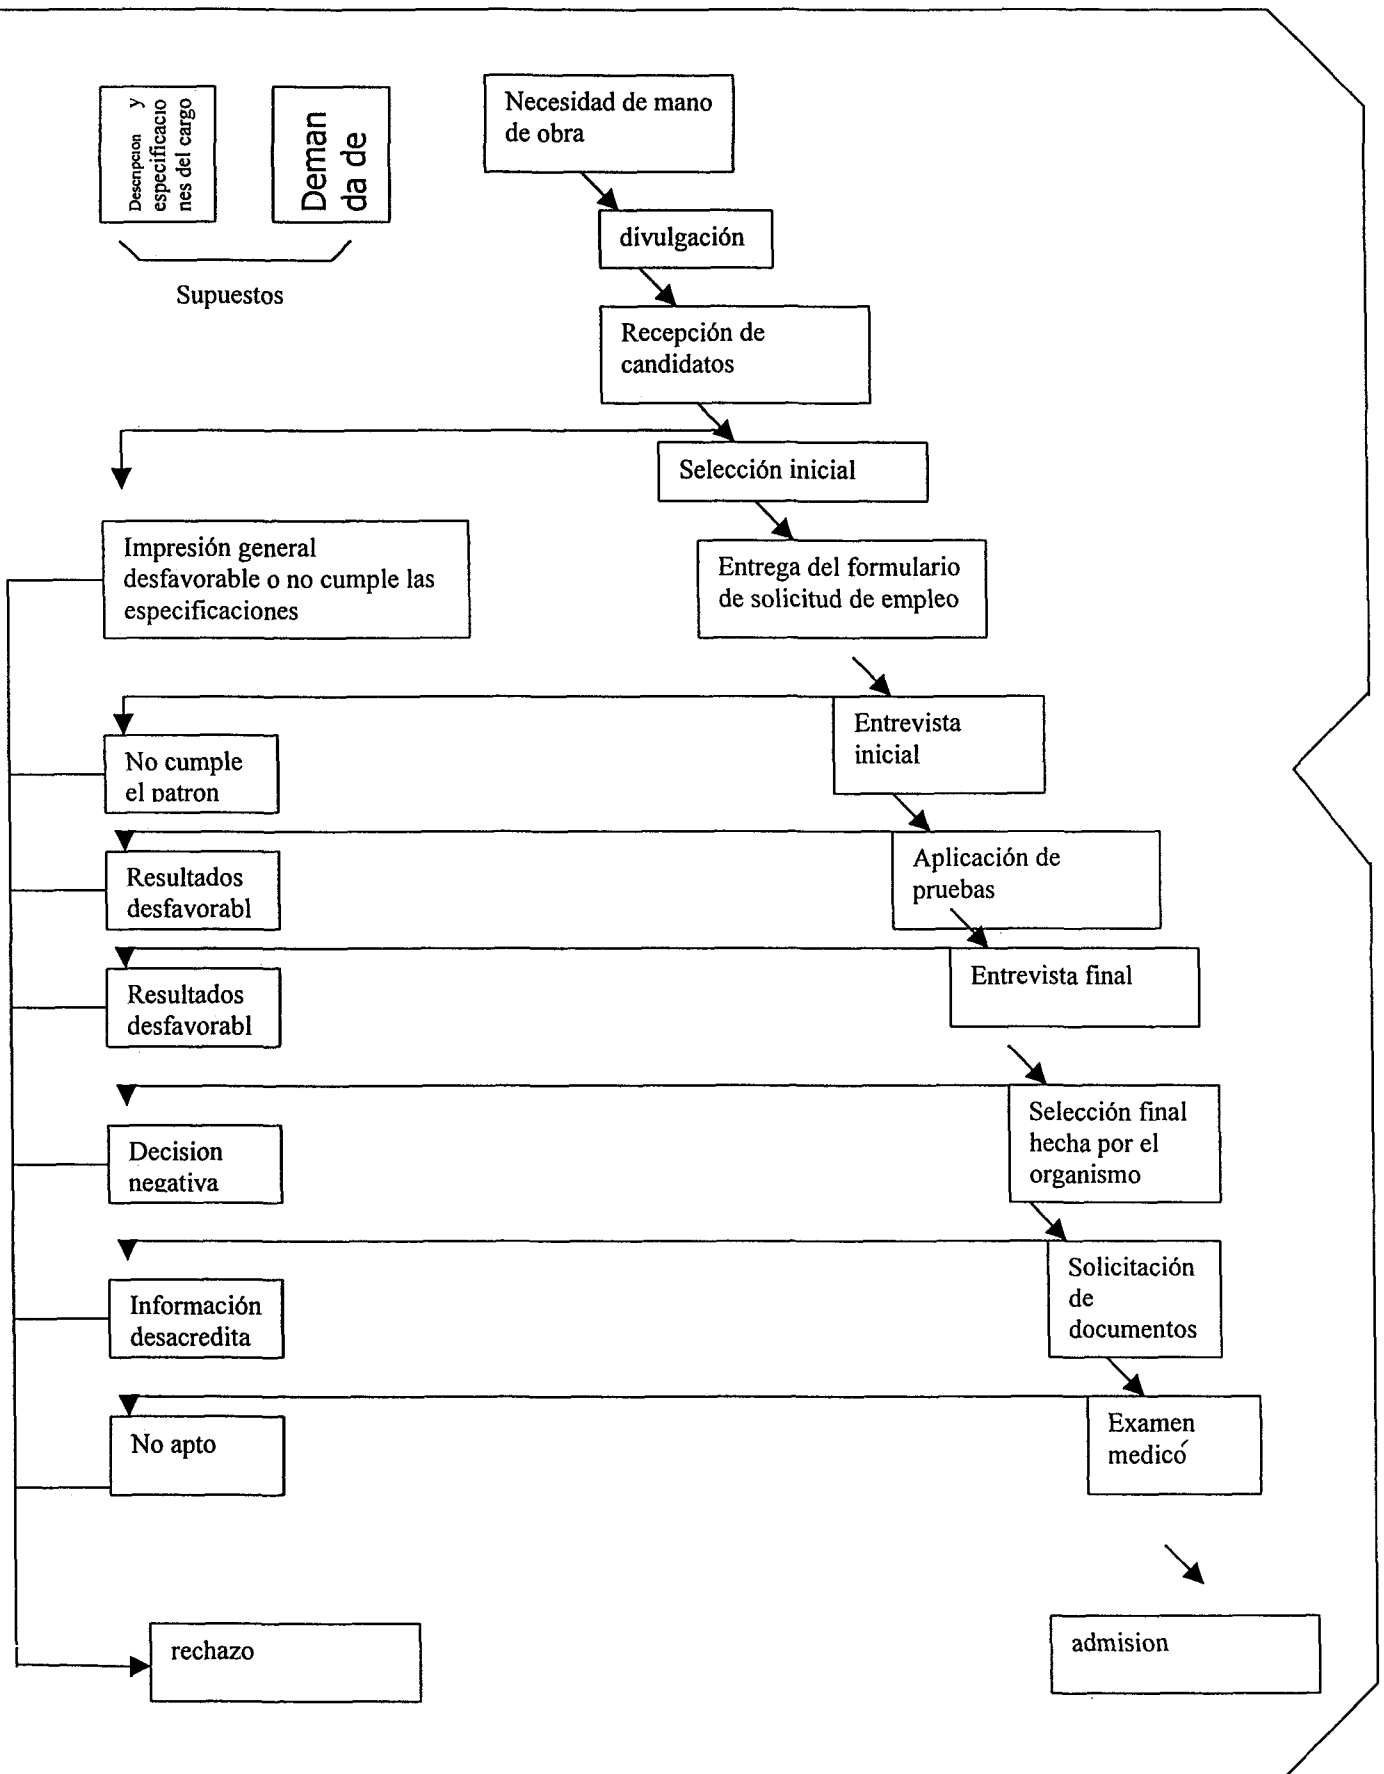 Descripcion y
especificacio
nes del cargo
Deman
da de
Necesidad de mano
de obra
divulgación
Supuestos
Recepción de
candidatos
Selección inicial
Impresión general
desfavorable o no cumple las
especificaciones
Entrega del formulario
de solicitud de empleo
Entrevista
inicial
No cumple
el patron
Aplicación de
pruebas
Resultados
desfavorabl
Entrevista final
Resultados
desfavorabl
Selección final
hecha por el
organismo
Decision
negativa
Solicitación
de
documentos
Información
desacredita
Examen
medicó
No apto
rechazo
admision